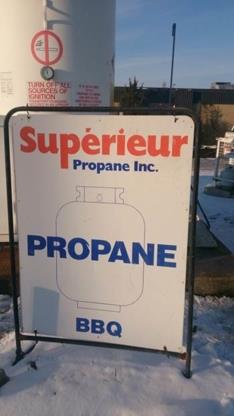 TURN OFF ALL
SOURCES OF
IGNITION
Supérieur
Propane Inc.
PROPANE
BBQ